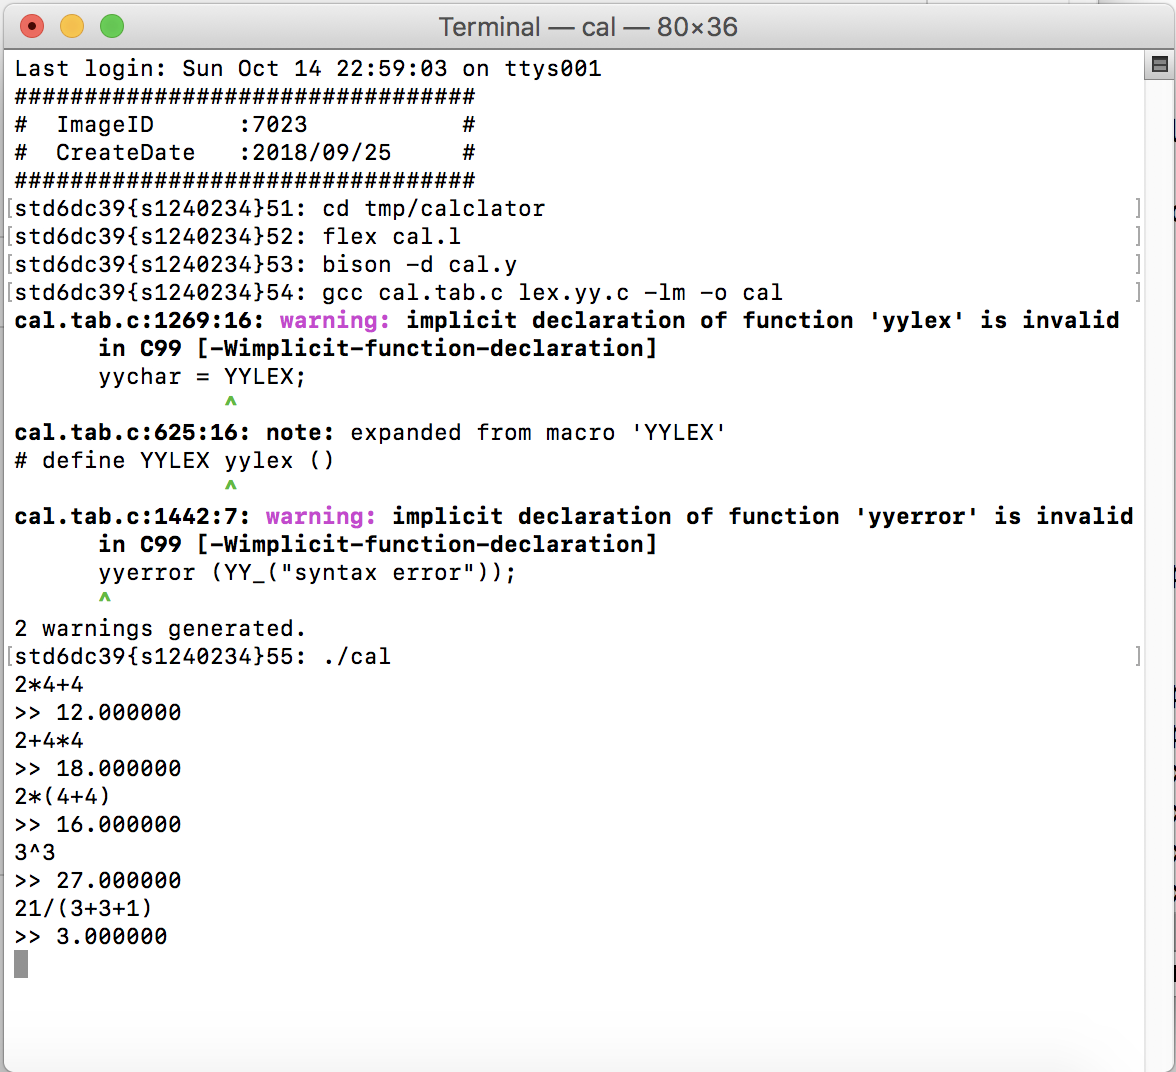 Terminal — cal — 80×36
Last login: Sun Oct 14 22:59:03 on ttys001
#################################
#  ImageID      :7023           #
#  CreateDate   :2018/09/25     #
#################################
[std6dc39{s1240234}51: cd tmp/calclator ]
[std6dc39{s1240234}52: flex cal.l ]
[std6dc39{s1240234}53: bison -d cal.y ]
[std6dc39{s1240234}54: gcc cal.tab.c lex.yy.c -lm -o cal ]
cal.tab.c:1269:16: warning: implicit declaration of function 'yylex' is invalid
      in C99 [-Wimplicit-function-declaration]
      yychar = YYLEX;
               ^
cal.tab.c:625:16: note: expanded from macro 'YYLEX'
# define YYLEX yylex ()
               ^
cal.tab.c:1442:7: warning: implicit declaration of function 'yyerror' is invalid
      in C99 [-Wimplicit-function-declaration]
      yyerror (YY_("syntax error"));
      ^
2 warnings generated.
[std6dc39{s1240234}55: ./cal ]
2*4+4
>> 12.000000
2+4*4
>> 18.000000
2*(4+4)
>> 16.000000
3^3
>> 27.000000
21/(3+3+1)
>> 3.000000